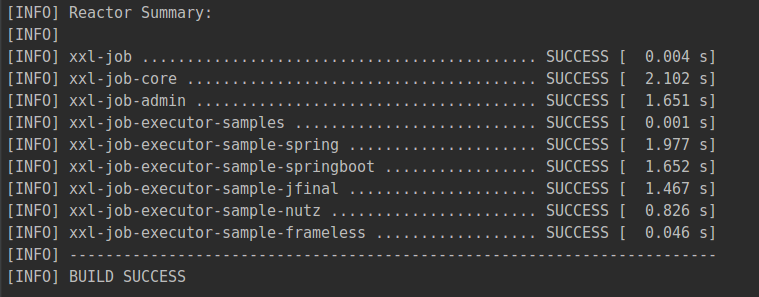 [INFO] Reactor Summary:
[INFO]
[INFO] xxl-job ............................................ SUCCESS [  0.004 s]
[INFO] xxl-job-core ....................................... SUCCESS [  2.102 s]
[INFO] xxl-job-admin ...................................... SUCCESS [  1.651 s]
[INFO] xxl-job-executor-samples ........................... SUCCESS [  0.001 s]
[INFO] xxl-job-executor-sample-spring ..................... SUCCESS [  1.977 s]
[INFO] xxl-job-executor-sample-springboot ................. SUCCESS [  1.652 s]
[INFO] xxl-job-executor-sample-jfinal ..................... SUCCESS [  1.467 s]
[INFO] xxl-job-executor-sample-nutz ....................... SUCCESS [  0.826 s]
[INFO] xxl-job-executor-sample-frameless .................. SUCCESS [  0.046 s]
[INFO] ------------------------------------------------------------------------
[INFO] BUILD SUCCESS